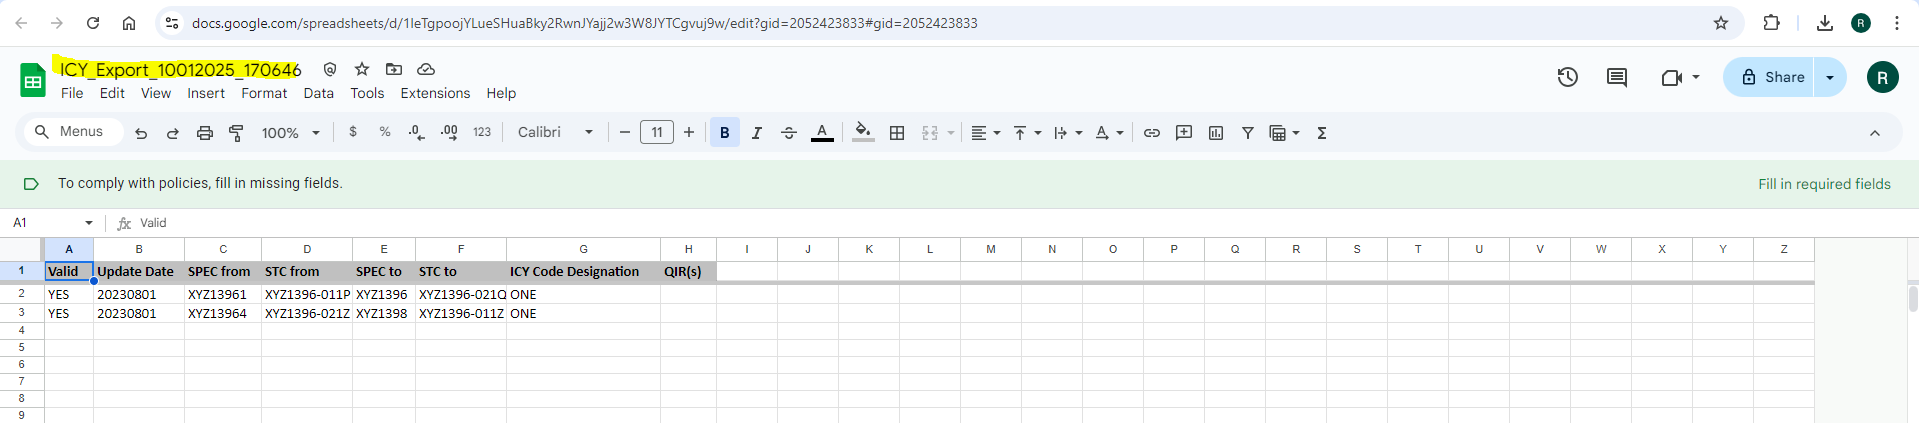 docs.google.com/spreadsheets/d/1IeTgpoojYLueSHuaBky2RwnJYajj2w3W8JYTCgvuj9w/edit?gid=2052423833#gid=2052423833
R
ICY_Export_10012025_170646
File Edit View Insert Format Data Tools Extensions Help
Share
R
Menus 100% $ % .0 .00 123 Calibri 11 B I S A A Σ
To comply with policies, fill in missing fields.
Fill in required fields
A1 fx Valid
A B C D E F G H I J K L M N O P Q R S T U V W X Y Z
1 Valid Update Date SPEC from STC from SPEC to STC to ICY Code Designation QIR(s)
2 YES 20230801 XYZ13961 XYZ1396-011P XYZ1396 XYZ1396-021Q ONE
3 YES 20230801 XYZ13964 XYZ1396-021Z XYZ1398 XYZ1396-011Z ONE
4
5
6
7
8
9